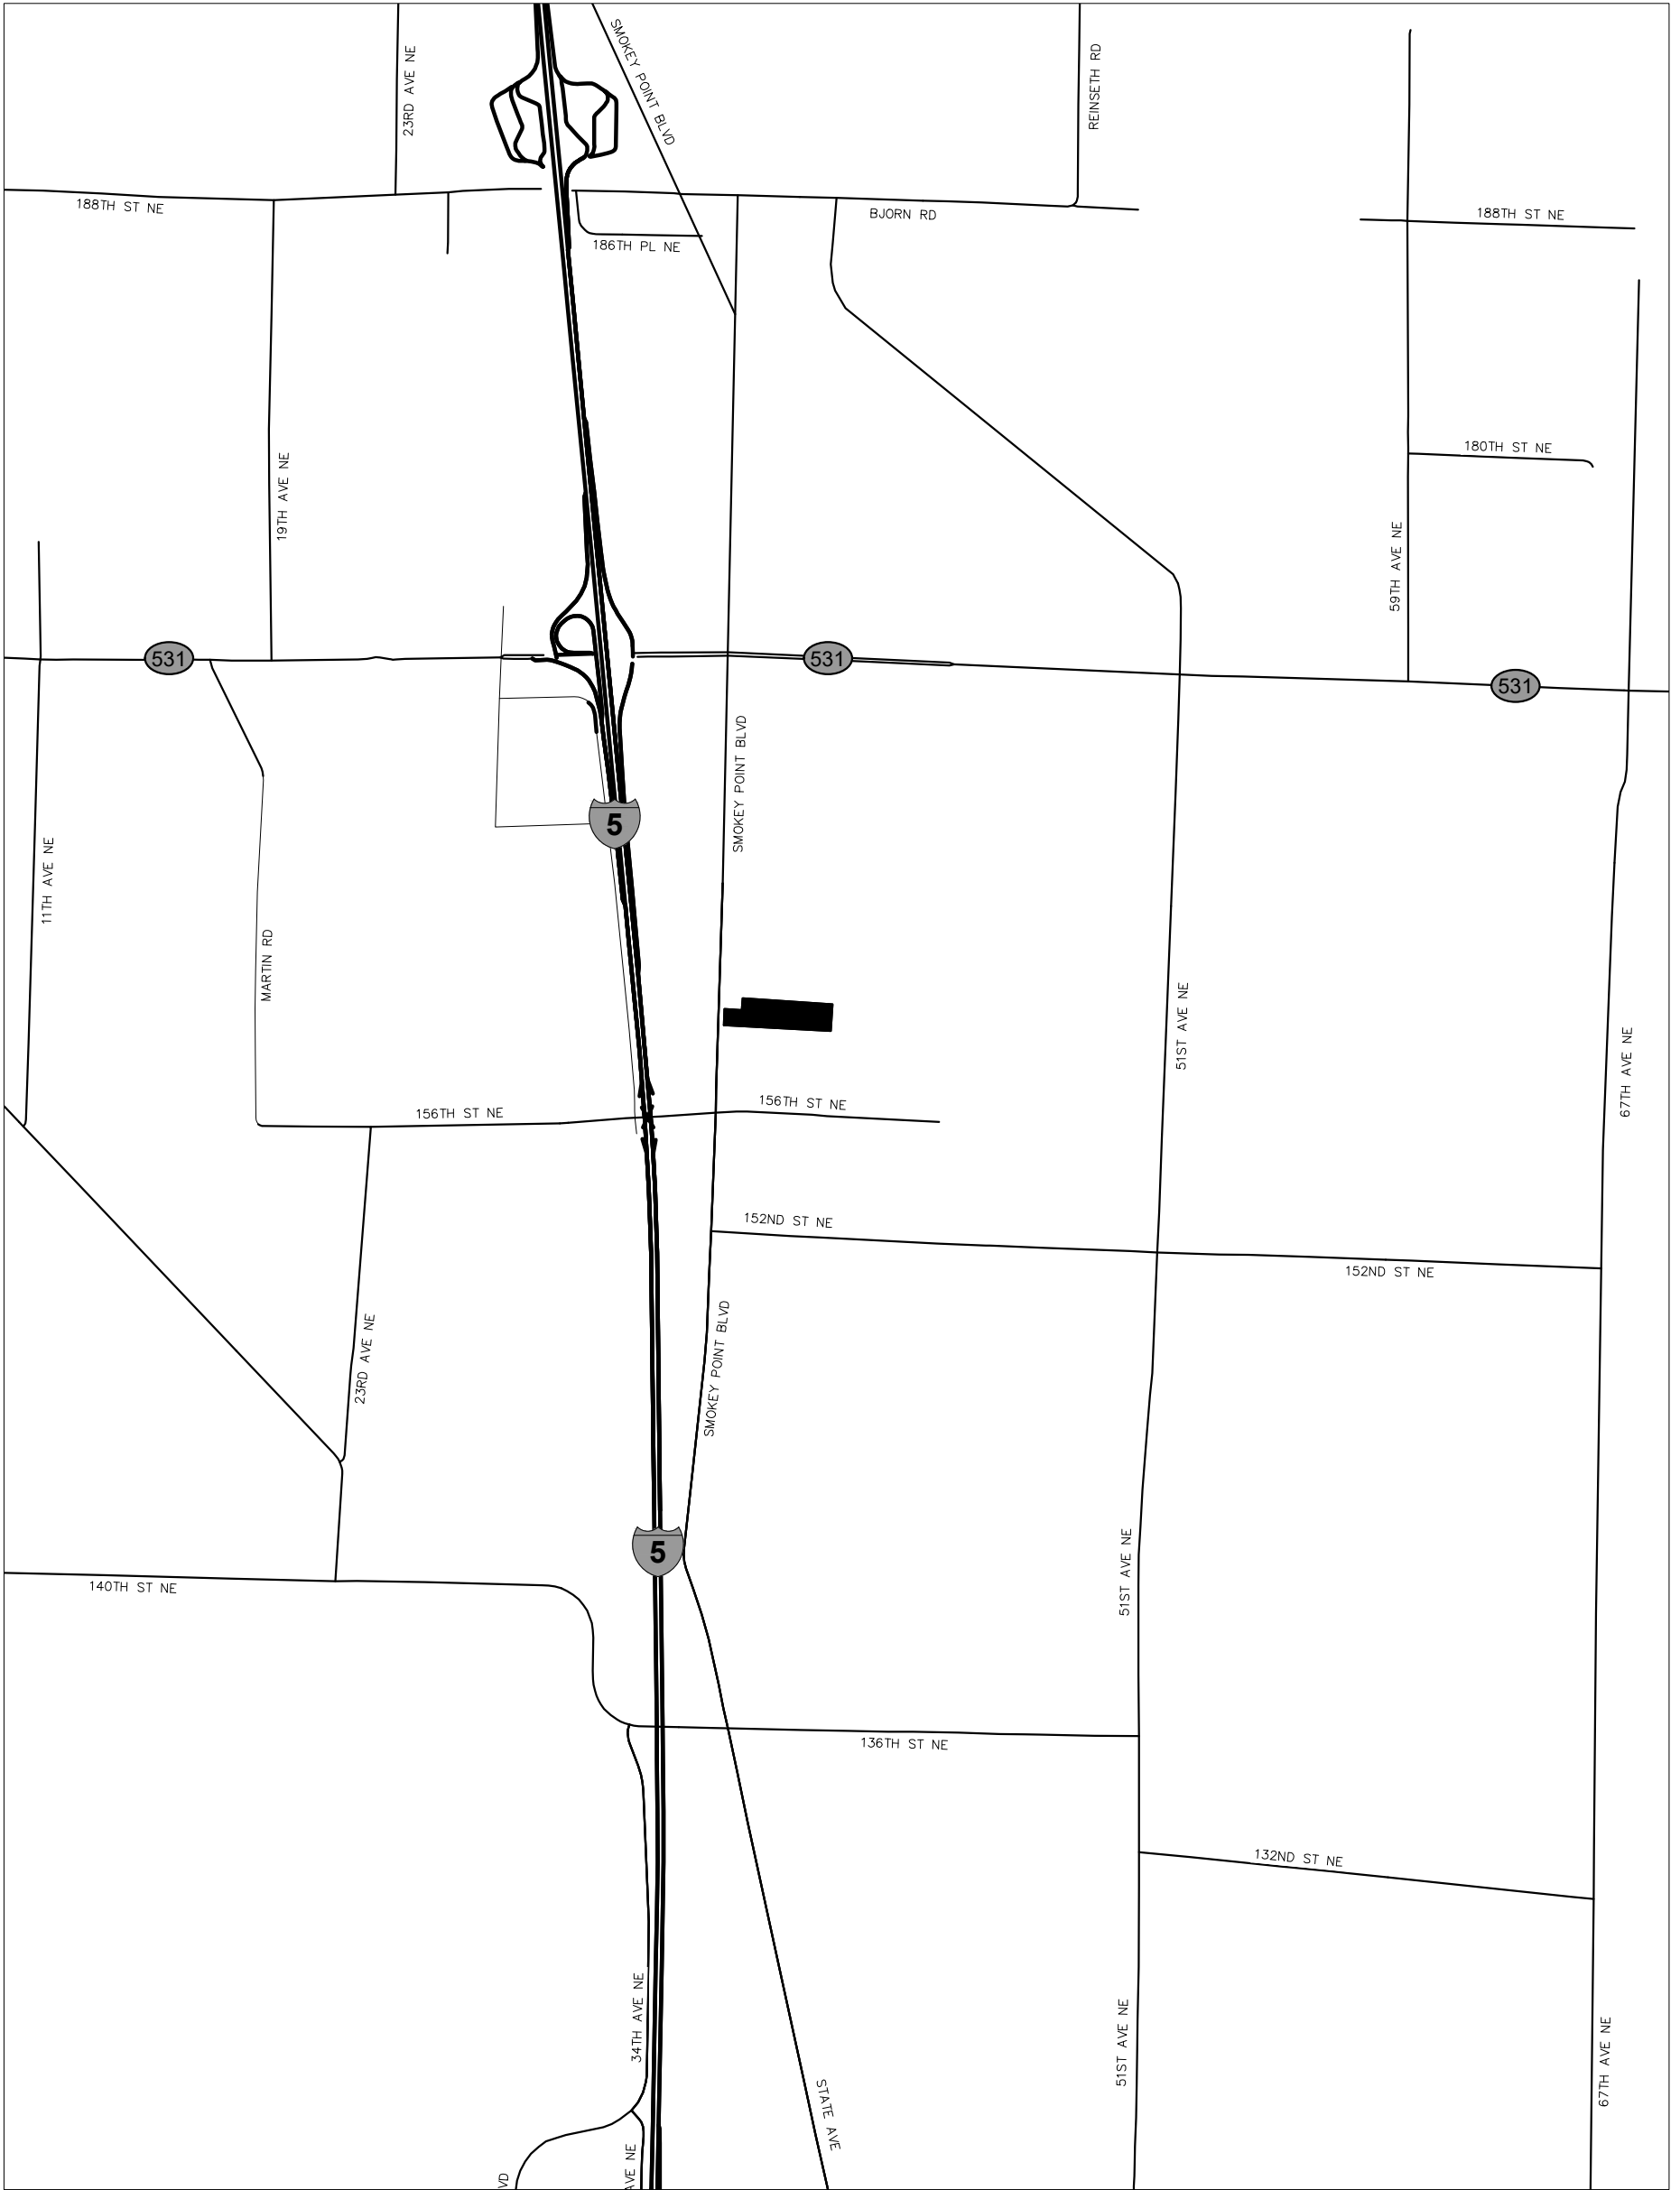 SMOKEY POINT BLVD
23RD AVE NE
REINSETH RD
188TH ST NE
BJORN RD
188TH ST NE
186TH PL NE
180TH ST NE
19TH AVE NE
59TH AVE NE
531
531
531
SMOKEY POINT BLVD
5
11TH AVE NE
MARTIN RD
51ST AVE NE
67TH AVE NE
156TH ST NE
156TH ST NE
152ND ST NE
152ND ST NE
23RD AVE NE
SMOKEY POINT BLVD
5
51ST AVE NE
140TH ST NE
136TH ST NE
132ND ST NE
34TH AVE NE
51ST AVE NE
67TH AVE NE
STATE AVE
VD
AVE NE